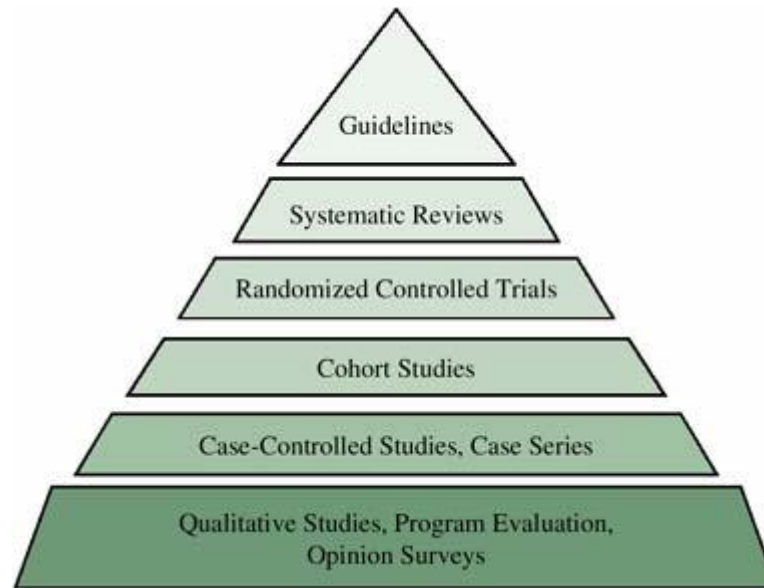 Guidelines
Systematic Reviews
Randomized Controlled Trials
Cohort Studies
Case-Controlled Studies, Case Series
Qualitative Studies, Program Evaluation,
Opinion Surveys